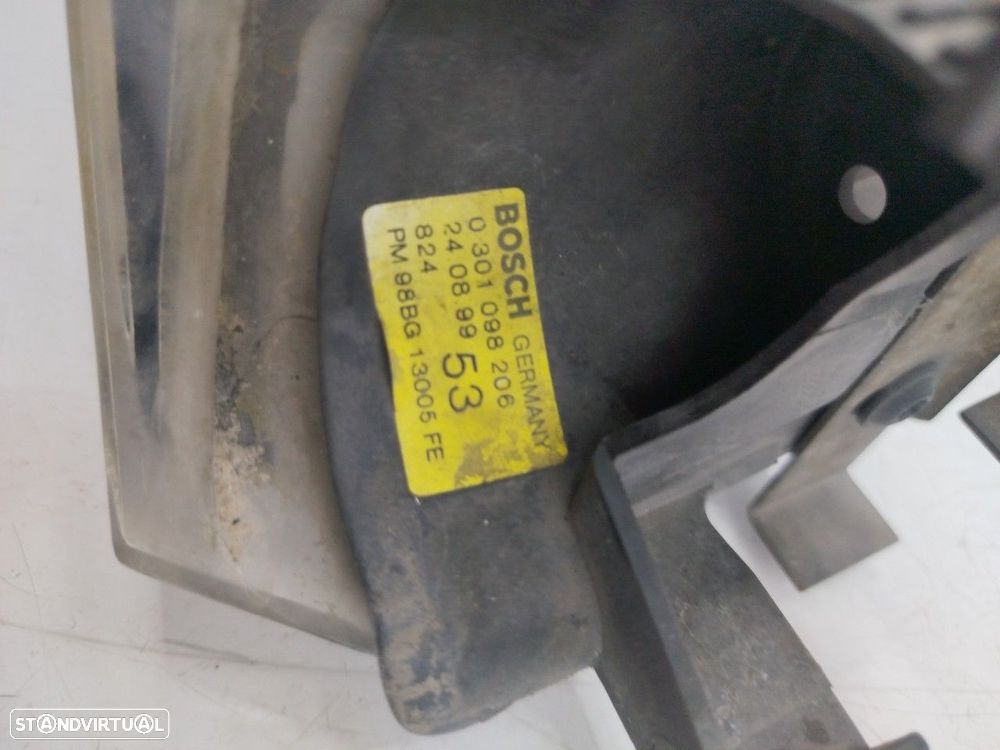 BOSCH GERMANY
0 301 098 206
24.08.99 53
824
PM 98BG 13005 FE
STANDVIRTUAL